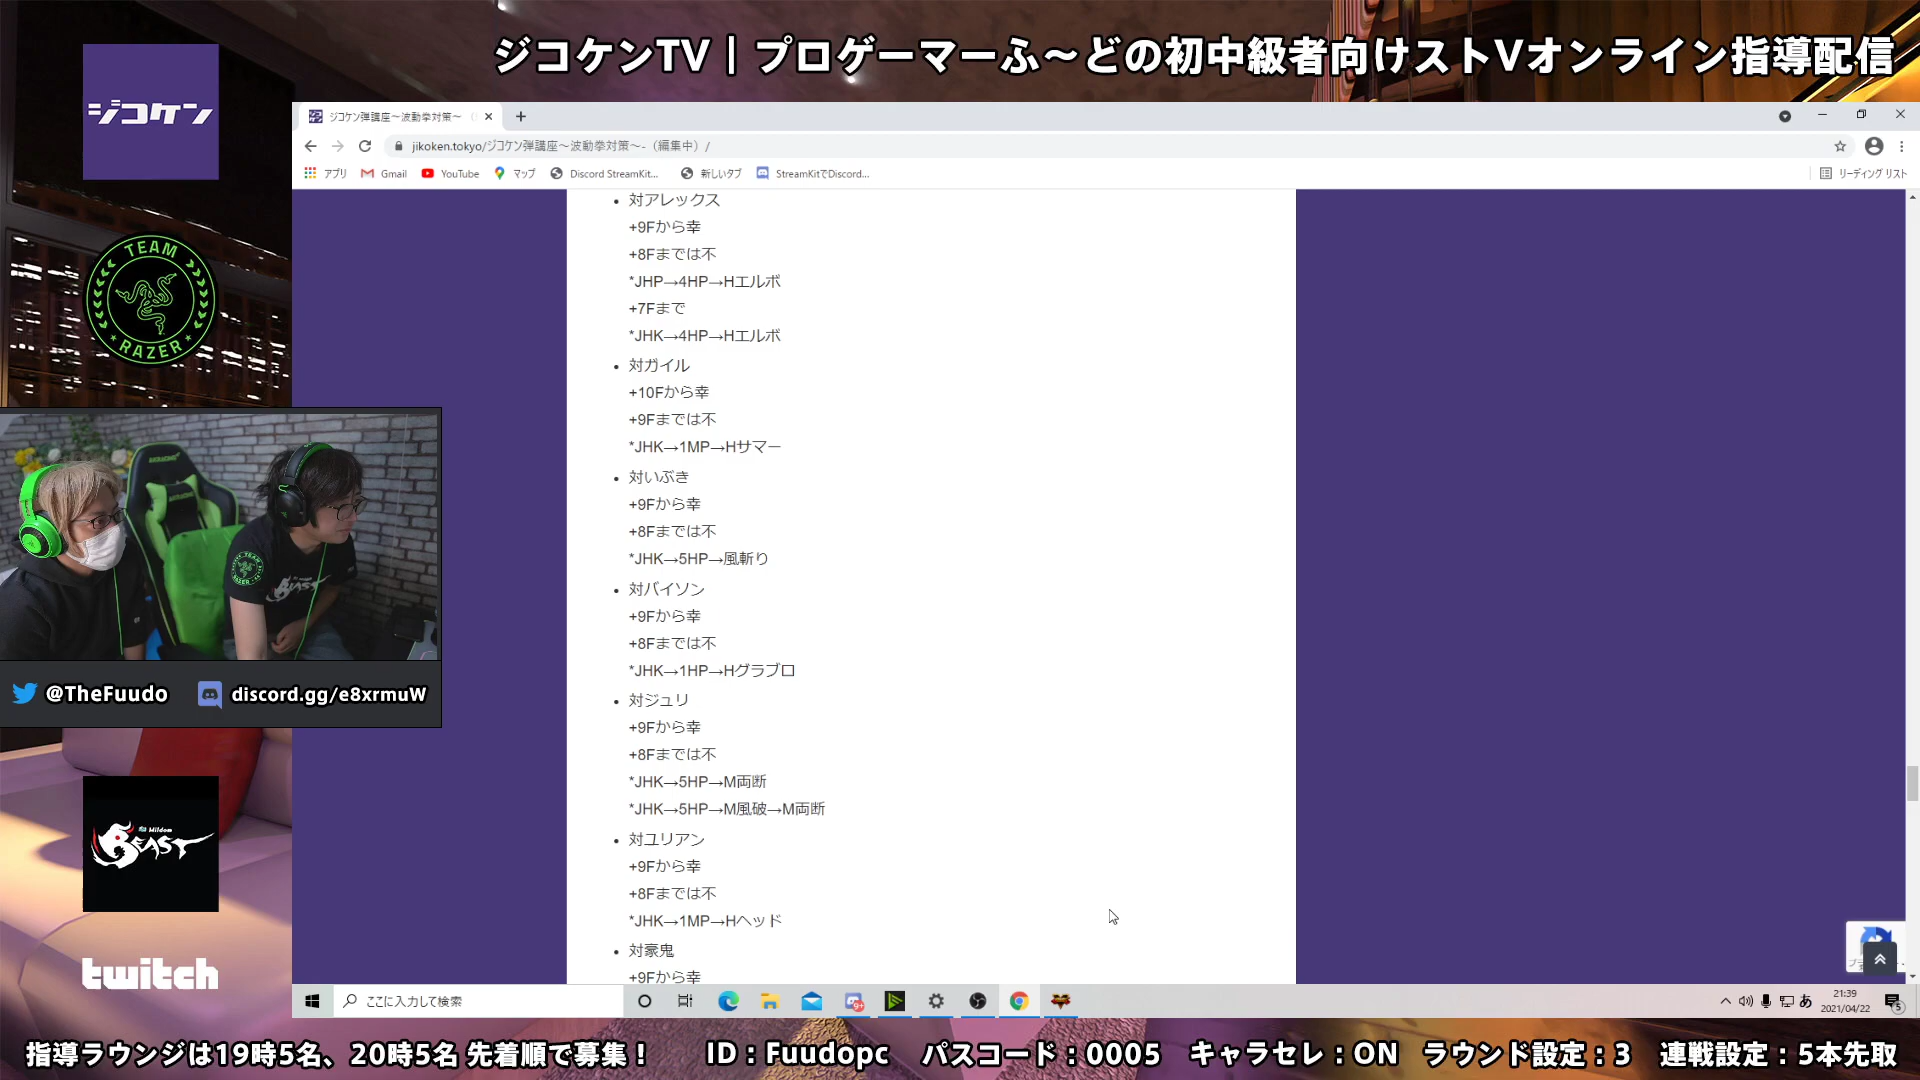 ジコケンTV｜プロゲーマーふ～どの初中級者向けストVオンライン指導配信
ジコケン
TEAM
RAZER
@TheFuudo
discord.gg/e8xrmuW
Mildom
BEAST
twitch
ジコケン弾講座～波動拳対策～
jikoken.tokyo/ジコケン弾講座～波動拳対策～-（編集中）/
アプリ
Gmail
YouTube
マップ
Discord StreamKit...
新しいタブ
StreamKitでDiscord...
リーディング リスト
対アレックス
+9Fから幸
+8Fまでは不
*JHP→4HP→Hエルボ
+7Fまで
*JHK→4HP→Hエルボ
対ガイル
+10Fから幸
+9Fまでは不
*JHK→1MP→Hサマー
対いぶき
+9Fから幸
+8Fまでは不
*JHK→5HP→風斬り
対バイソン
+9Fから幸
+8Fまでは不
*JHK→1HP→Hグラブロ
対ジュリ
+9Fから幸
+8Fまでは不
*JHK→5HP→M両断
*JHK→5HP→M風破→M両断
対ユリアン
+9Fから幸
+8Fまでは不
*JHK→1MP→Hヘッド
対豪鬼
+9Fから幸
ここに入力して検索
9+
あ
21:39
2021/04/22
5
指導ラウンジは19時5名、20時5名 先着順で募集！ ID：Fuudopc パスコード：0005 キャラセレ：ON ラウンド設定：3 連戦設定：5本先取